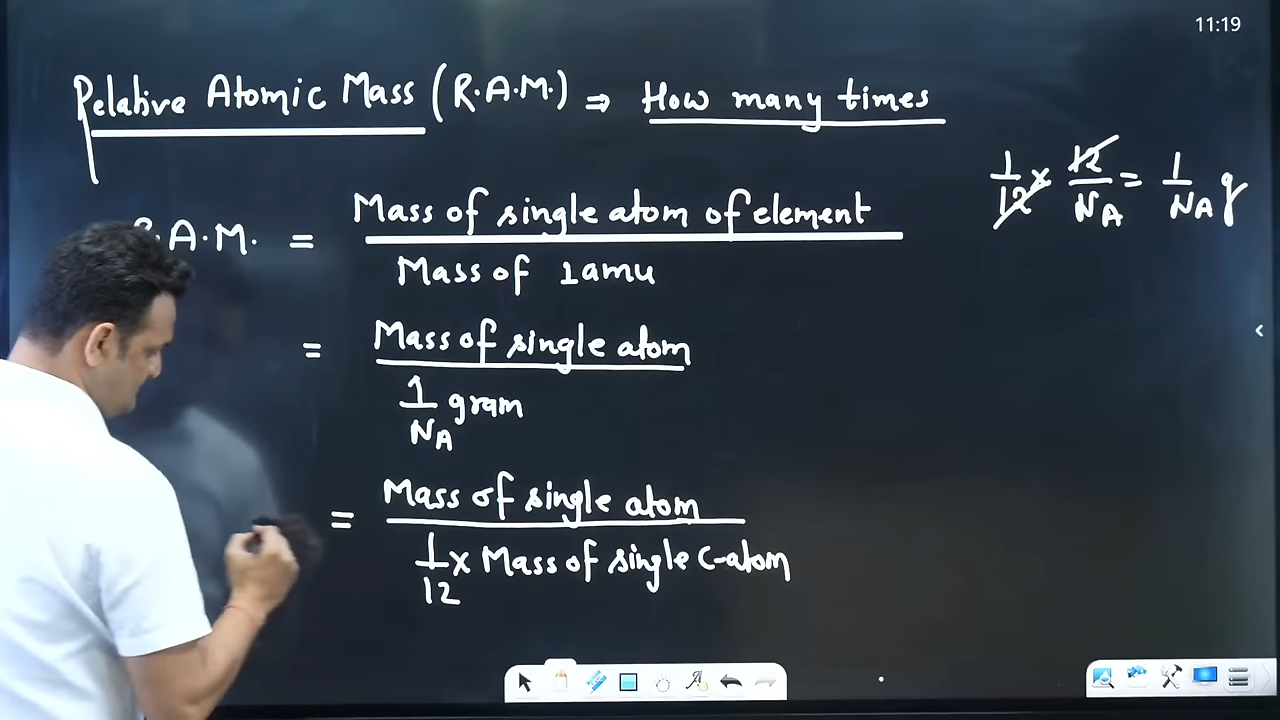 11:19
Relative Atomic Mass (R.A.M.) ⇒ How many times
1/12 × 12/NA = 1/NA g
R.A.M. = Mass of single atom of element / Mass of 1amu
= Mass of single atom / 1/NA gram
= Mass of single atom / 1/12 × Mass of single C-atom